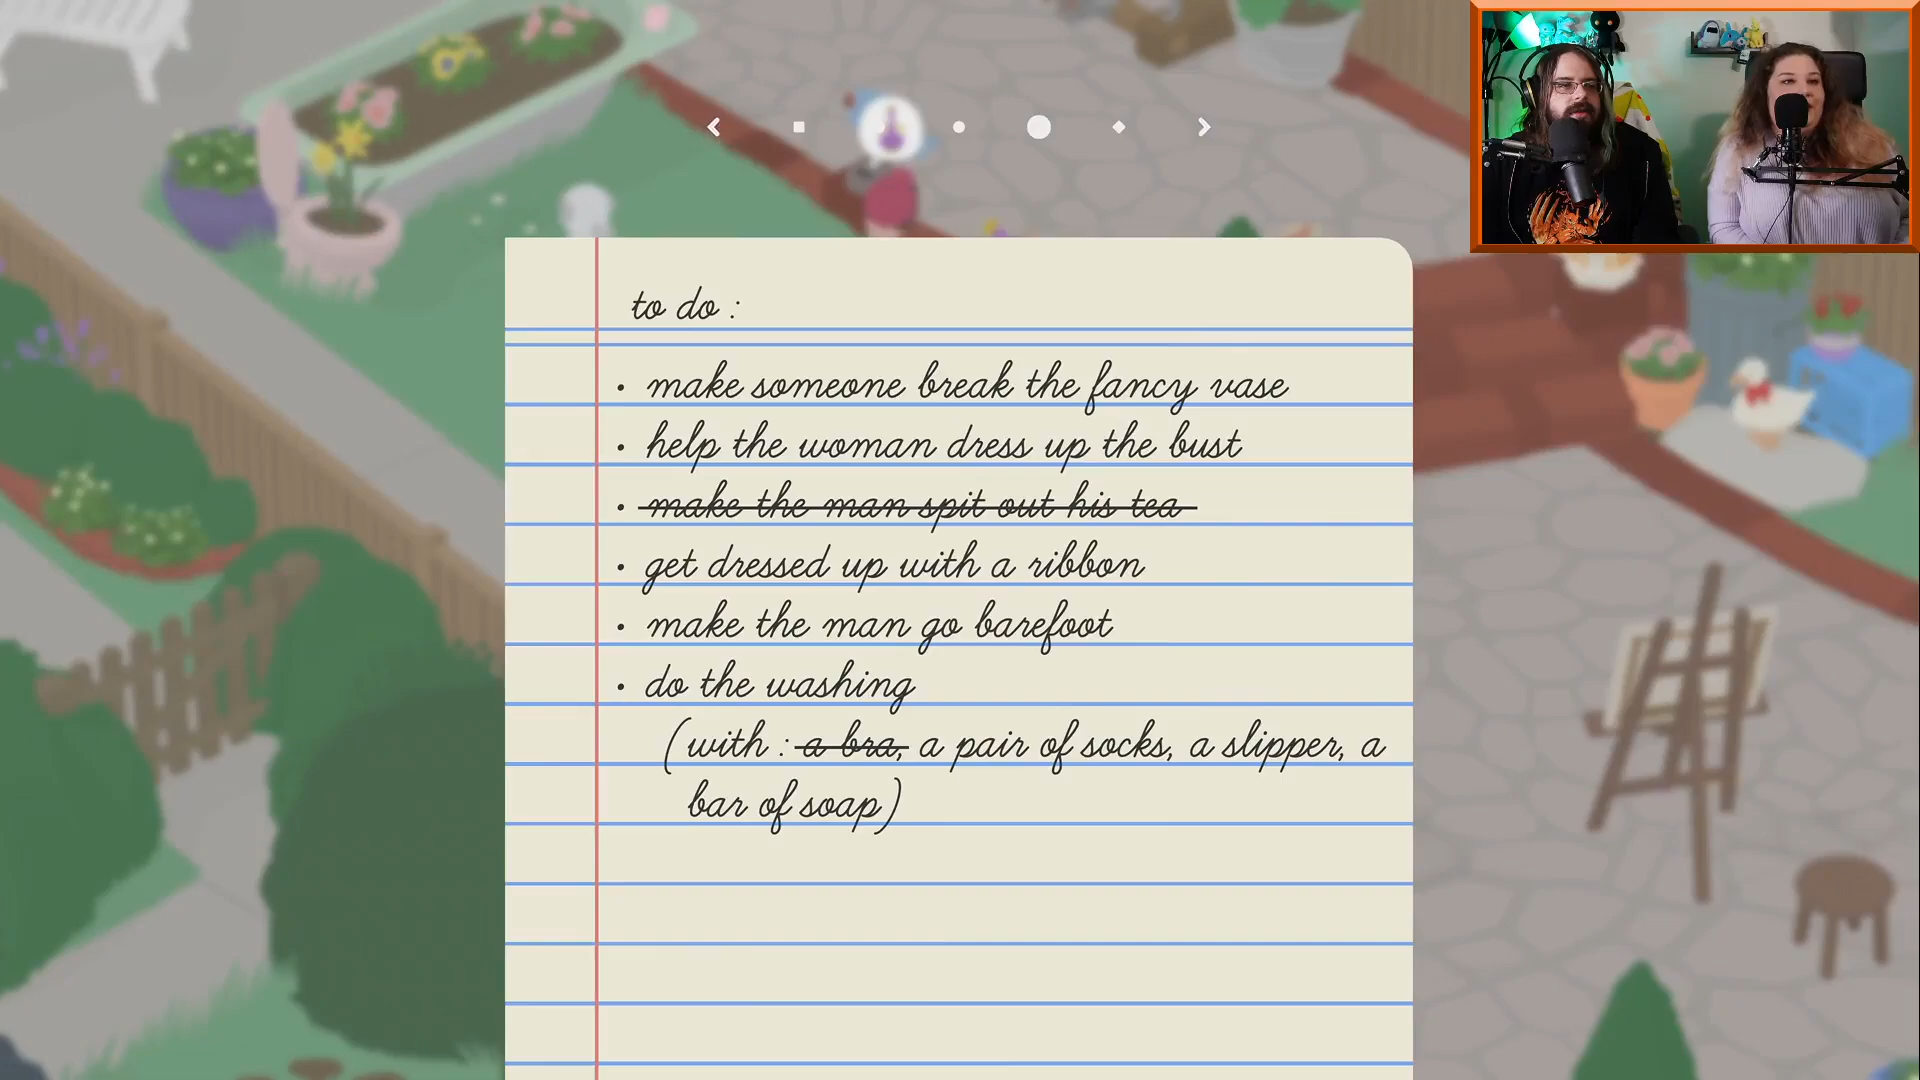 to do :
• make someone break the fancy vase
• help the woman dress up the bust
• make the man spit out his tea
• get dressed up with a ribbon
• make the man go barefoot
• do the washing
(with : a bra, a pair of socks, a slipper, a
bar of soap)